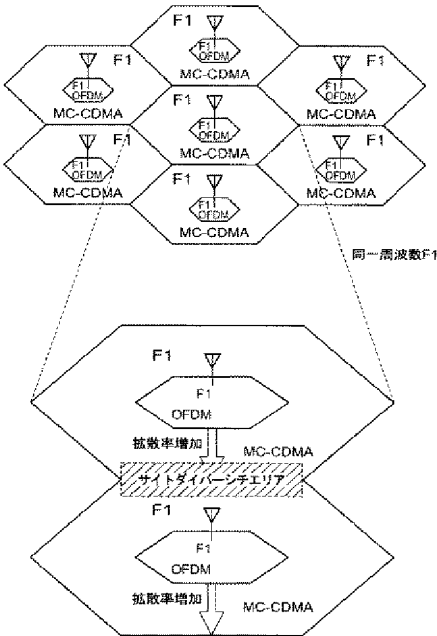 F1
F1
OFDM
MC-CDMA
F1
F1
OFDM
MC-CDMA
F1
F1
OFDM
MC-CDMA
F1
F1
OFDM
MC-CDMA
F1
F1
OFDM
MC-CDMA
F1
F1
OFDM
MC-CDMA
F1
F1
OFDM
MC-CDMA
同一周波数F1
F1
F1
OFDM
拡散率増加
MC-CDMA
サイトダイバーシチエリア
F1
F1
OFDM
拡散率増加
MC-CDMA